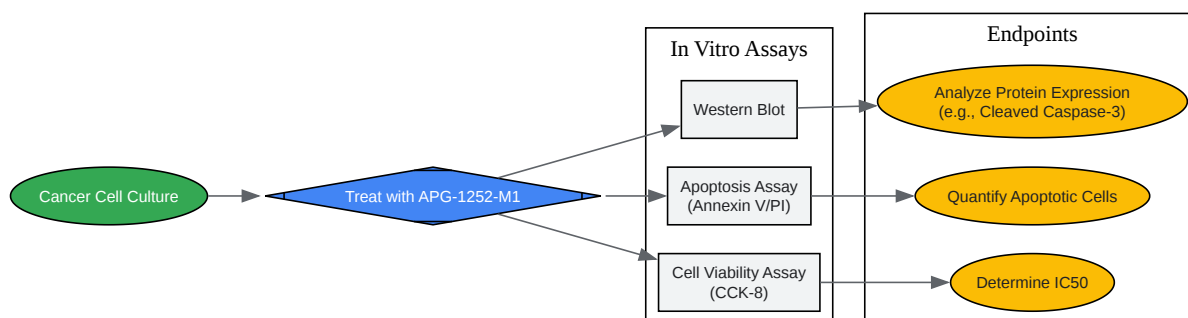 Cancer Cell Culture
Treat with APG-1252-M1
In Vitro Assays
Western Blot
Apoptosis Assay
(Annexin V/PI)
Cell Viability Assay
(CCK-8)
Endpoints
Analyze Protein Expression
(e.g., Cleaved Caspase-3)
Quantify Apoptotic Cells
Determine IC50